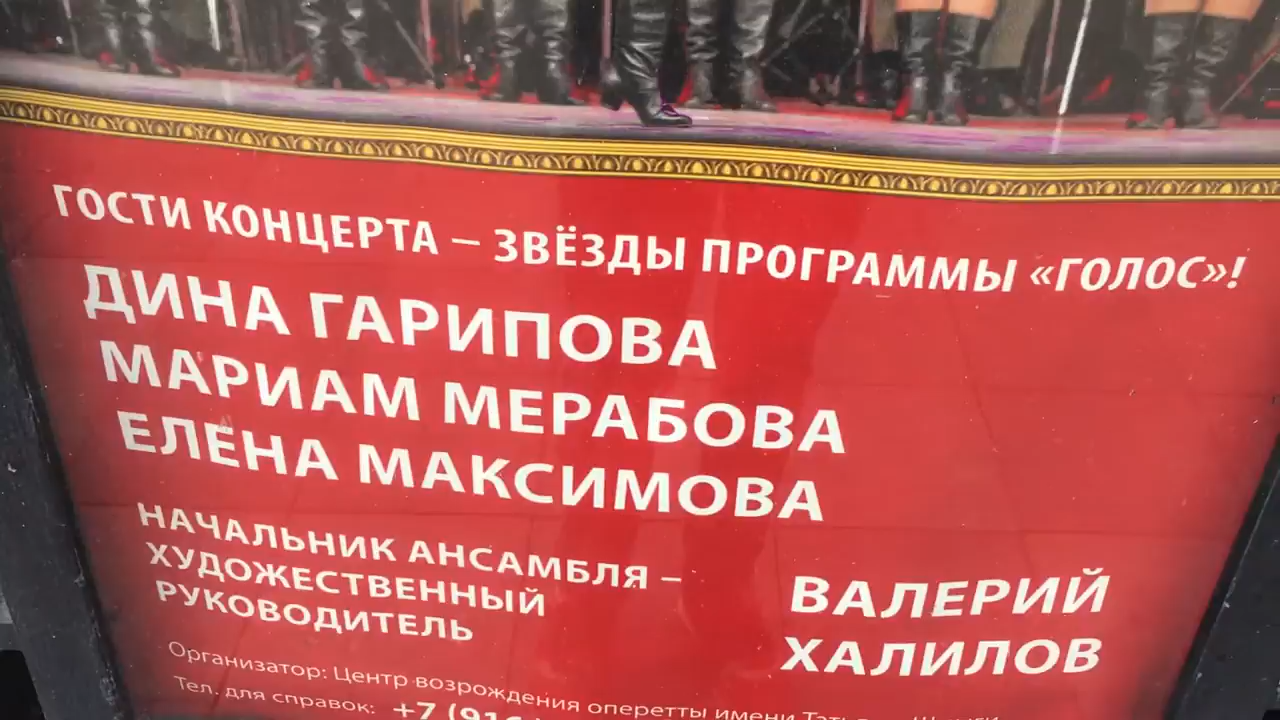 ГОСТИ КОНЦЕРТА – ЗВЁЗДЫ ПРОГРАММЫ «ГОЛОС»!
ДИНА ГАРИПОВА
МАРИАМ МЕРАБОВА
ЕЛЕНА МАКСИМОВА
НАЧАЛЬНИК АНСАМБЛЯ –
ХУДОЖЕСТВЕННЫЙ
РУКОВОДИТЕЛЬ
ВАЛЕРИЙ
ХАЛИЛОВ
Организатор: Центр возрождения оперетты имени
Тел. для справок: +7